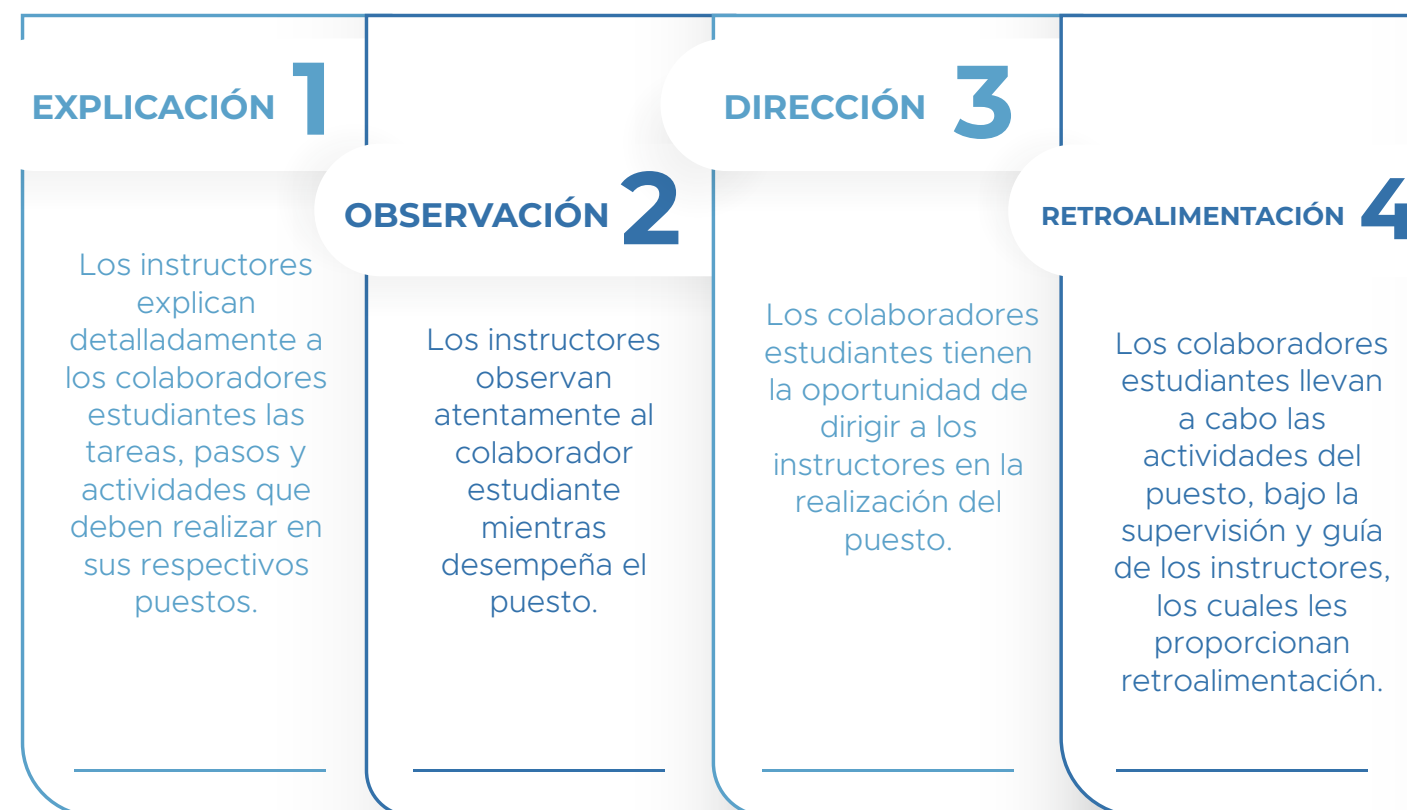 EXPLICACIÓN 1
Los instructores
explican
detalladamente a
los colaboradores
estudiantes las
tareas, pasos y
actividades que
deben realizar en
sus respectivos
puestos.
OBSERVACIÓN 2
Los instructores
observan
atentamente al
colaborador
estudiante
mientras
desempeña el
puesto.
DIRECCIÓN 3
Los colaboradores
estudiantes tienen
la oportunidad de
dirigir a los
instructores en la
realización del
puesto.
RETROALIMENTACIÓN 4
Los colaboradores
estudiantes llevan
a cabo las
actividades del
puesto, bajo la
supervisión y guía
de los instructores,
los cuales les
proporcionan
retroalimentación.